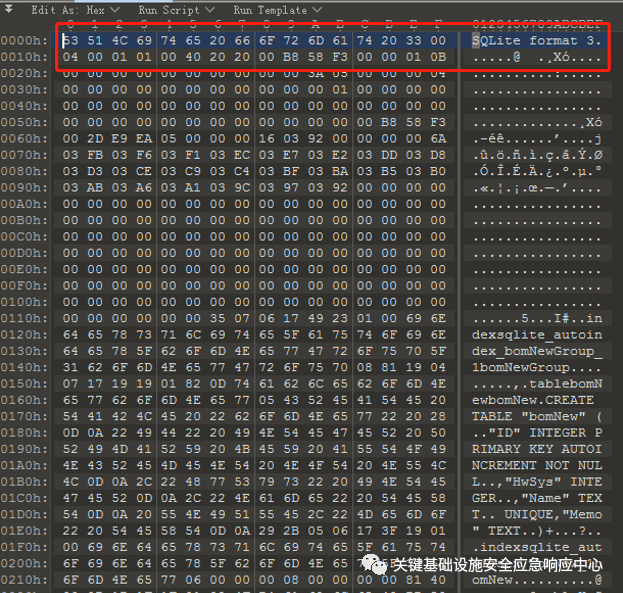 Edit As: Hex Run Script Run Template
0000h: 53 51 4C 69 74 65 20 66 6F 72 6D 61 74 20 33 00 SQLite format 3.
0010h: 04 00 01 01 00 40 20 20 00 B8 58 F3 00 00 01 0B .....@  .¸Xó....
0020h: 00 00 00 00 00 00 00 00 00 00 3A 05 00 00 00 04 ..........:.....
0030h: 00 00 00 00 00 00 00 00 00 00 00 01 00 00 00 00 ................
0040h: 00 00 00 00 00 00 00 00 00 00 00 00 00 00 00 00 ................
0050h: 00 00 00 00 00 00 00 00 00 00 00 00 00 B8 58 F3 .............¸Xó
0060h: 00 2D E9 EA 05 00 00 00 16 03 92 00 00 00 00 6A .-éê......’....j
0070h: 03 FB 03 F6 03 F1 03 EC 03 E7 03 E2 03 DD 03 D8 .û.ö.ñ.ì.ç.â.Ý.Ø
0080h: 03 D3 03 CE 03 C9 03 C4 03 BF 03 BA 03 B5 03 B0 .Ó.Î.É.Ä.¿.º.µ.°
0090h: 03 AB 03 A6 03 A1 03 9C 03 97 03 92 00 00 00 00 .«.¦.¡.œ.—.’....
00A0h: 00 00 00 00 00 00 00 00 00 00 00 00 00 00 00 00 ................
00B0h: 00 00 00 00 00 00 00 00 00 00 00 00 00 00 00 00 ................
00C0h: 00 00 00 00 00 00 00 00 00 00 00 00 00 00 00 00 ................
00D0h: 00 00 00 00 00 00 00 00 00 00 00 00 00 00 00 00 ................
00E0h: 00 00 00 00 00 00 00 00 00 00 00 00 00 00 00 00 ................
00F0h: 00 00 00 00 00 00 00 00 00 00 00 00 00 00 00 00 ................
0100h: 00 00 00 00 00 00 00 00 00 00 00 00 00 00 00 00 ................
0110h: 00 00 00 00 00 00 35 07 06 17 49 23 01 00 69 6E ......5...I#..in
0120h: 64 65 78 73 71 6C 69 74 65 5F 61 75 74 6F 69 6E dexsqlite_autoin
0130h: 64 65 78 5F 62 6F 6D 4E 65 77 47 72 6F 75 70 5F dex_bomNewGroup_
0140h: 31 62 6F 6D 4E 65 77 47 72 6F 75 70 08 81 19 04 1bomNewGroup....
0150h: 07 17 19 19 01 82 0D 74 61 62 6C 65 62 6F 6D 4E .....‚.tablebomN
0160h: 65 77 62 6F 6D 4E 65 77 05 43 52 45 41 54 45 20 ewbomNew.CREATE
0170h: 54 41 42 4C 45 20 22 62 6F 6D 4E 65 77 22 20 28 TABLE "bomNew" (
0180h: 0D 0A 22 49 44 22 20 49 4E 54 45 47 45 52 20 50 .."ID" INTEGER P
0190h: 52 49 4D 41 52 59 20 4B 45 59 20 41 55 54 4F 49 RIMARY KEY AUTOI
01A0h: 4E 43 52 45 4D 45 4E 54 20 4E 4F 54 20 4E 55 4C NCREMENT NOT NUL
01B0h: 4C 0D 0A 2C 22 48 77 53 79 73 22 20 49 4E 54 45 L..,"HwSys" INTE
01C0h: 47 45 52 0D 0A 2C 22 4E 61 6D 65 22 20 54 45 58 GER..,"Name" TEX
01D0h: 54 0D 0A 20 55 4E 49 51 55 45 2C 22 4D 65 6D 6F T.. UNIQUE,"Memo
01E0h: 22 20 54 45 58 54 0D 0A 29 2B 05 06 17 3F 19 01 " TEXT..)+...?..
01F0h: 00 69 6E 64 65 78 73 71 6C 69 74 65 5F 61 75 74 .indexsqlite_aut
0200h: 6F 69 6E 64 65 78 5F 62 6F 6D 4E 65
关键基础设施安全应急响应中心
0210h: 6F 6D 4E 65 77 06 00 00 00 08 00 00 00 00 81 40 omNew..........@